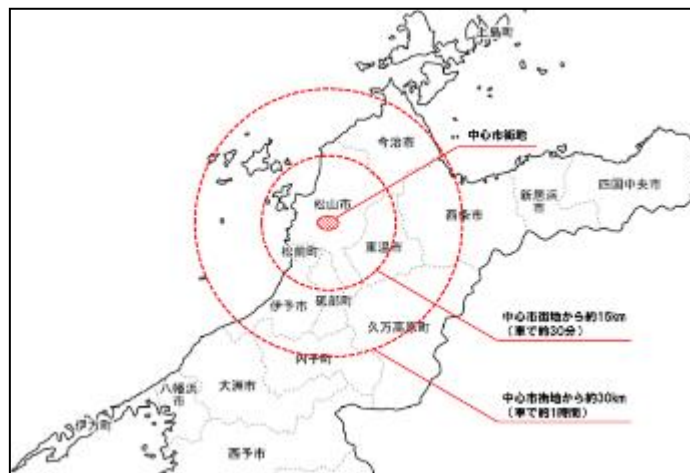 上島町
今治市
中心市街地
四国中央市
新居浜市
松山市
西条市
東温市
松前町
砥部町
伊予市
中心市街地から約15km
（車で約30分）
久万高原町
内子町
大洲市
八幡浜市
中心市街地から約30km
（車で約1時間）
伊方町
西予市